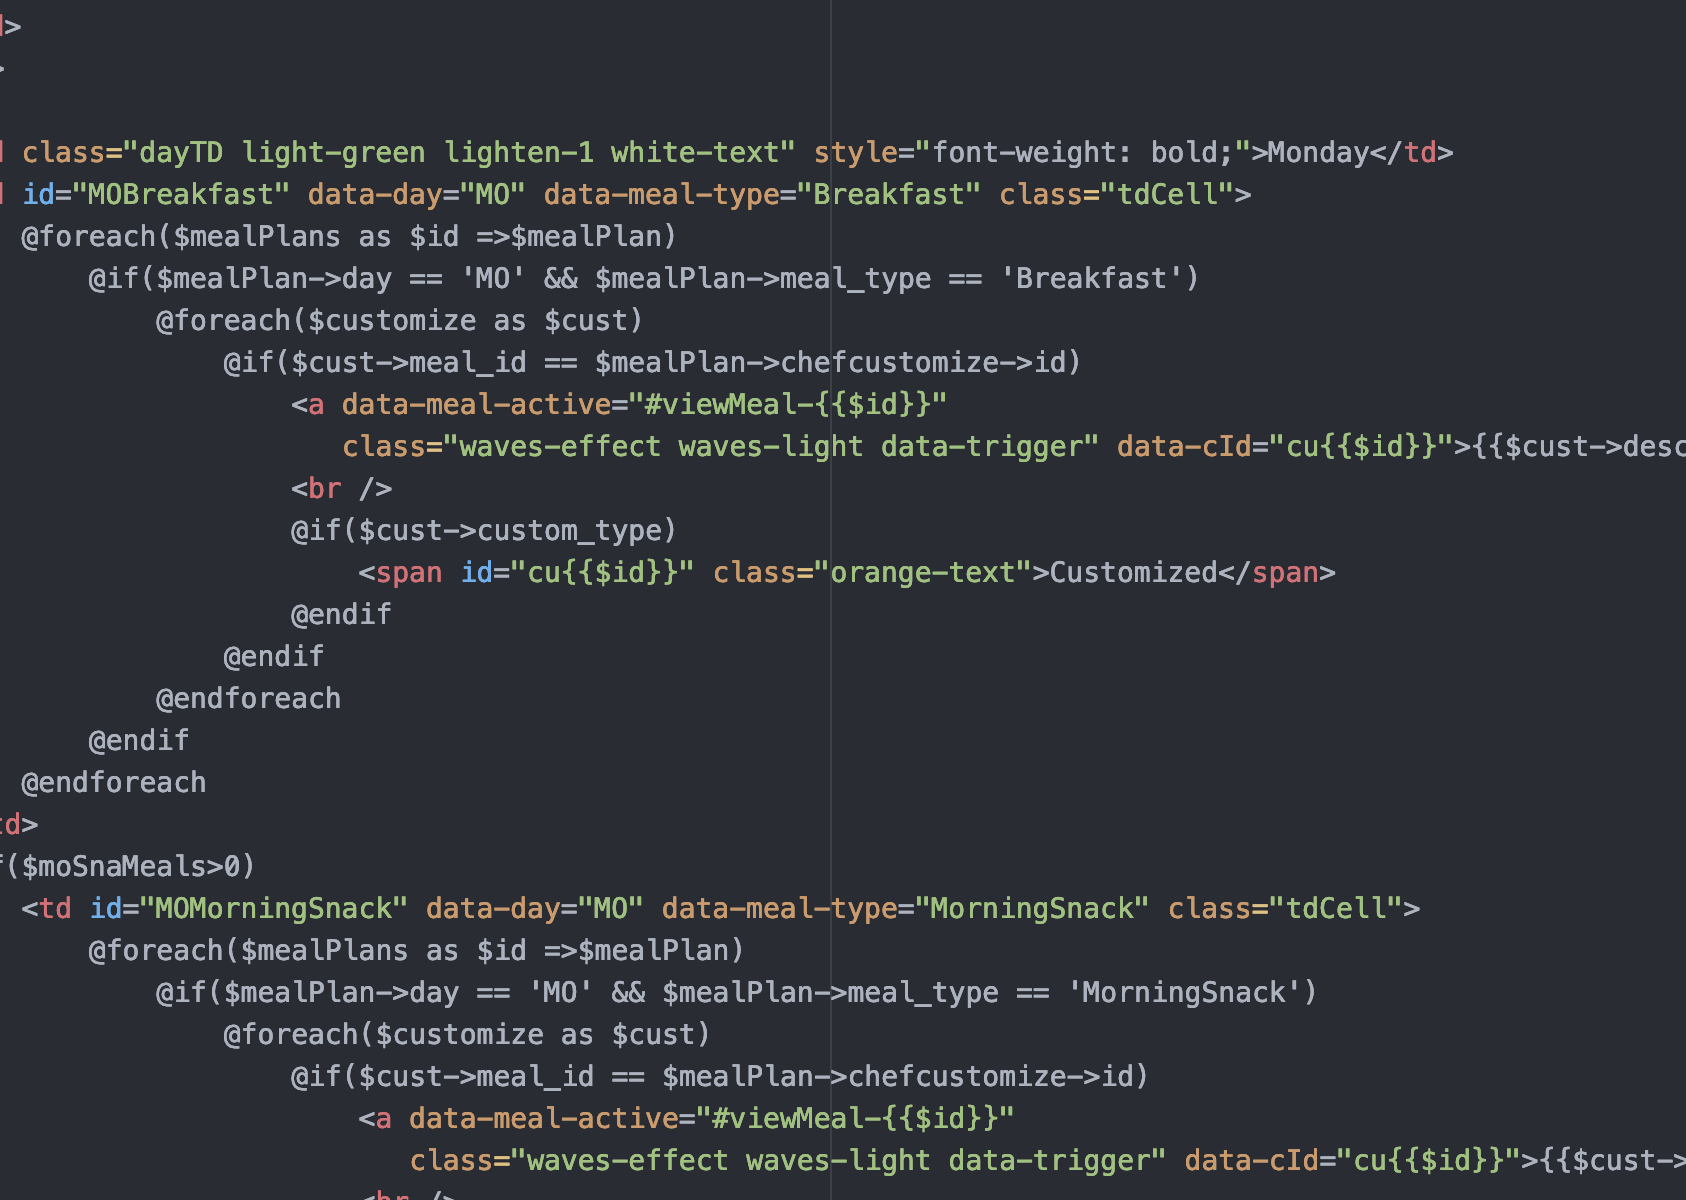 >
>
class="dayTD light-green lighten-1 white-text" style="font-weight: bold;">Monday</td>
id="MOBreakfast" data-day="MO" data-meal-type="Breakfast" class="tdCell">
@foreach($mealPlans as $id =>$mealPlan)
@if($mealPlan->day == 'MO' && $mealPlan->meal_type == 'Breakfast')
@foreach($customize as $cust)
@if($cust->meal_id == $mealPlan->chefcustomize->id)
<a data-meal-active="#viewMeal-{{$id}}"
class="waves-effect waves-light data-trigger" data-cId="cu{{$id}}">{{$cust->desc
<br />
@if($cust->custom_type)
<span id="cu{{$id}}" class="orange-text">Customized</span>
@endif
@endif
@endforeach
@endif
@endforeach
td>
f($moSnaMeals>0)
<td id="MOMorningSnack" data-day="MO" data-meal-type="MorningSnack" class="tdCell">
@foreach($mealPlans as $id =>$mealPlan)
@if($mealPlan->day == 'MO' && $mealPlan->meal_type == 'MorningSnack')
@foreach($customize as $cust)
@if($cust->meal_id == $mealPlan->chefcustomize->id)
<a data-meal-active="#viewMeal-{{$id}}"
class="waves-effect waves-light data-trigger" data-cId="cu{{$id}}">{{$cust->
<br />